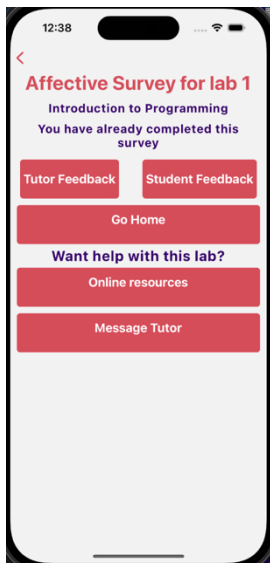 12:38
Affective Survey for lab 1
Introduction to Programming
You have already completed this
survey
Tutor Feedback
Student Feedback
Go Home
Want help with this lab?
Online resources
Message Tutor